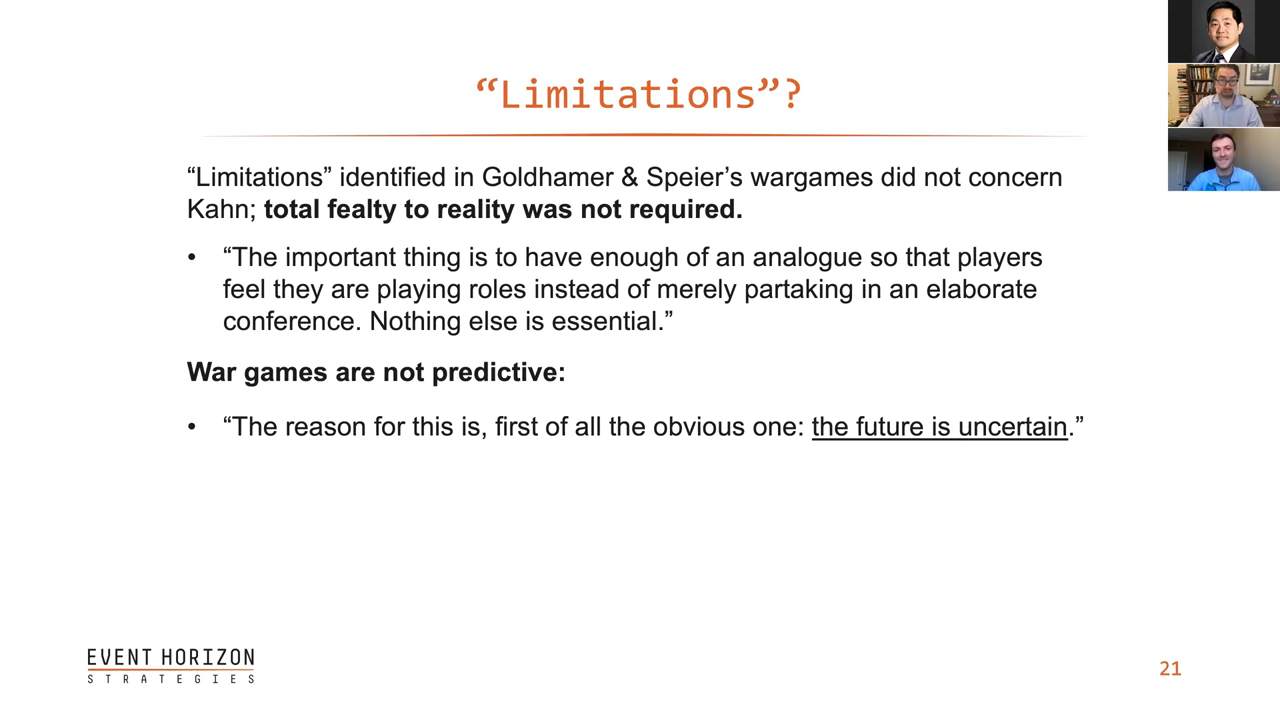 “Limitations”?
“Limitations” identified in Goldhamer & Speier’s wargames did not concern
Kahn; total fealty to reality was not required.
• “The important thing is to have enough of an analogue so that players
feel they are playing roles instead of merely partaking in an elaborate
conference. Nothing else is essential.”
War games are not predictive:
• “The reason for this is, first of all the obvious one: the future is uncertain.”
EVENT HORIZON
STRATEGIES
21